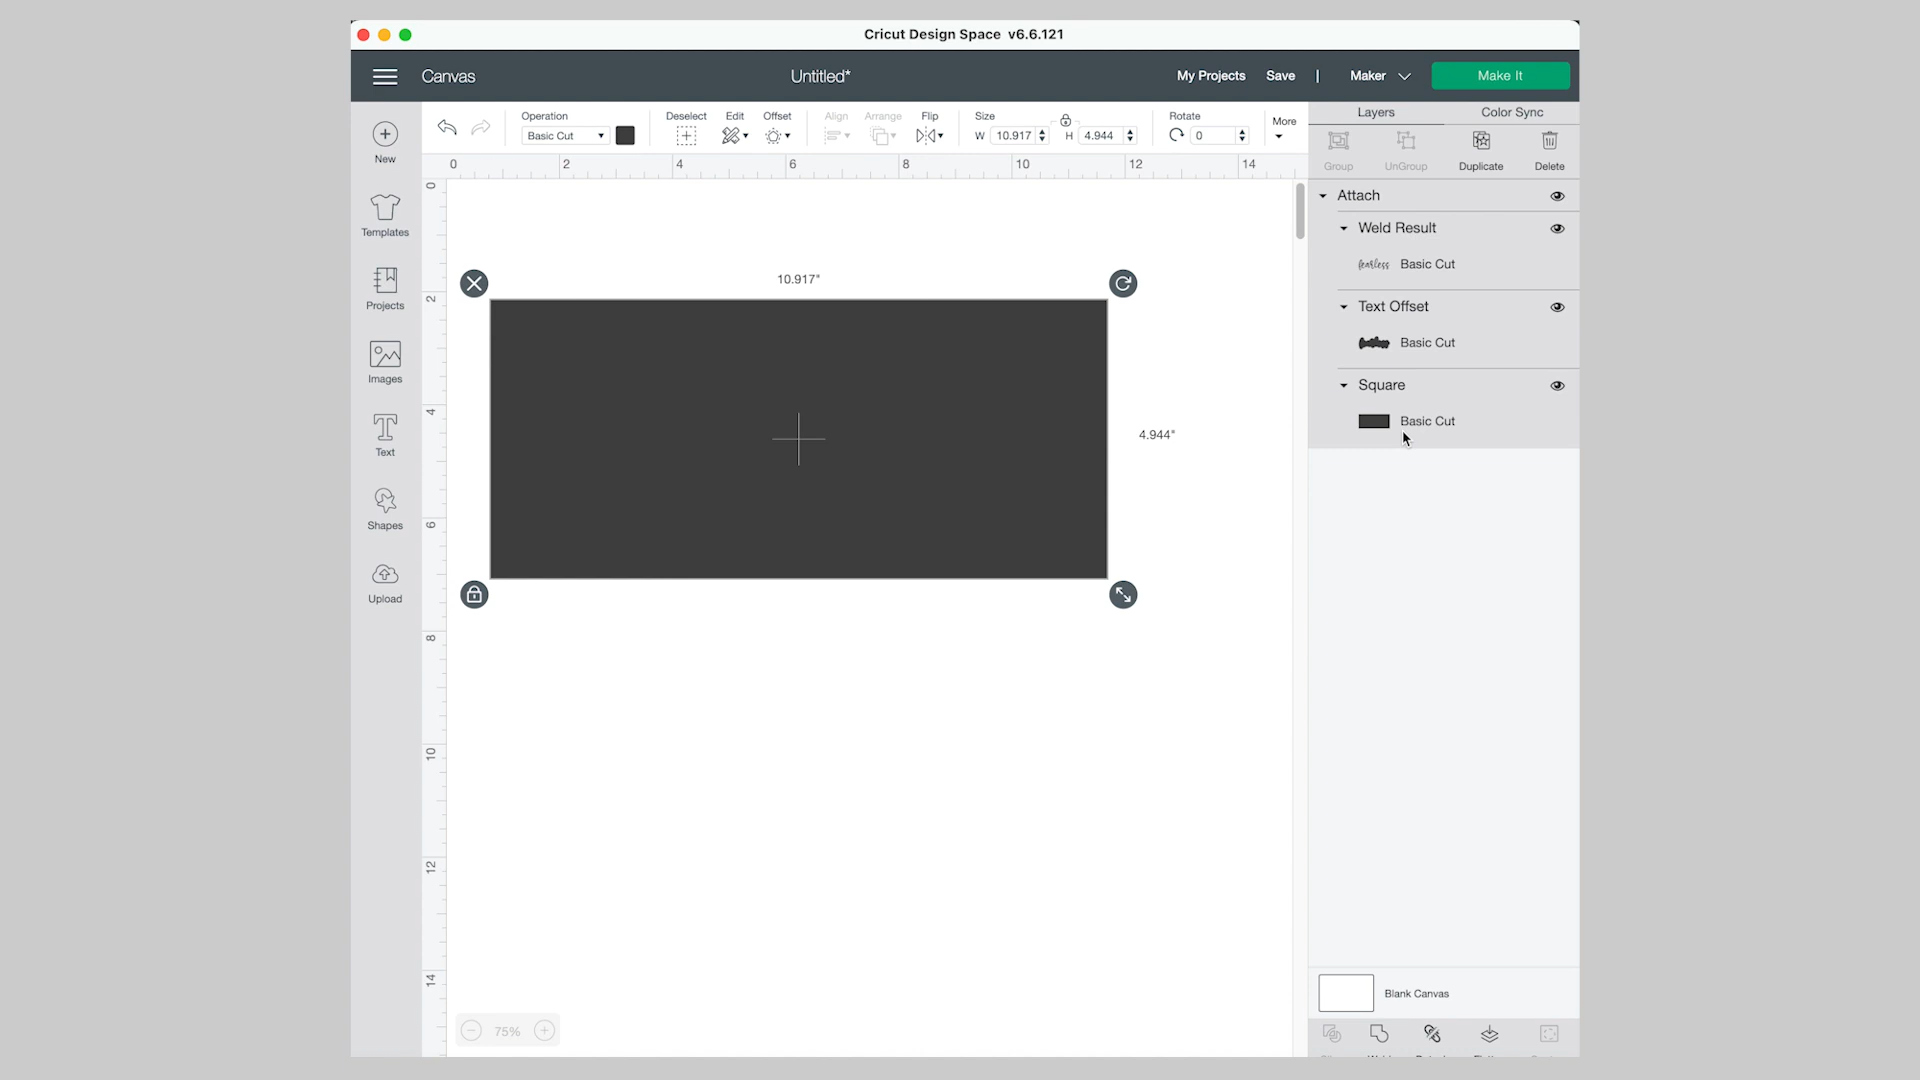 Cricut Design Space v6.6.121
Canvas
Untitled*
My Projects Save | Maker
Make It
New
Templates
Projects
Images
Text
Shapes
Upload
Operation
Basic Cut
Deselect Edit Offset
Align Arrange Flip
Size
W 10.917 H 4.944
Rotate
0
More
0 2 4 6 8 10 12 14
0
2
4
6
8
10
12
14
10.917"
4.944"
75%
Layers Color Sync
Group UnGroup Duplicate Delete
Attach
Weld Result
fearless Basic Cut
Text Offset
Basic Cut
Square
Basic Cut
Blank Canvas